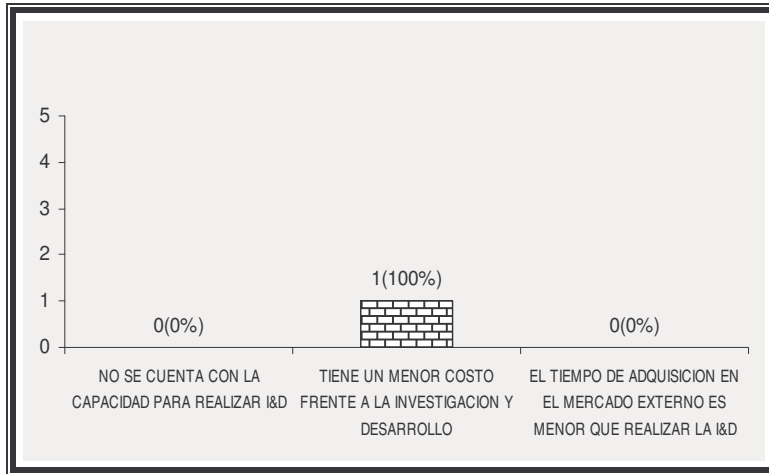 5
4
3
2
1
0
0(0%)
1(100%)
0(0%)
NO SE CUENTA CON LA
CAPACIDAD PARA REALIZAR I&D
TIENE UN MENOR COSTO
FRENTE A LA INVESTIGACION Y
DESARROLLO
EL TIEMPO DE ADQUISICION EN
EL MERCADO EXTERNO ES
MENOR QUE REALIZAR LA I&D